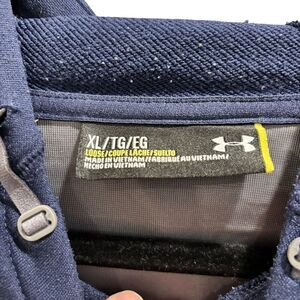 XL/TG/EG
LOOSE/COUPE LÂCHE/SUELTO
MADE IN VIETNAM/FABRIQUÉ AU VIETNAM/
HECHO EN VIETNAM